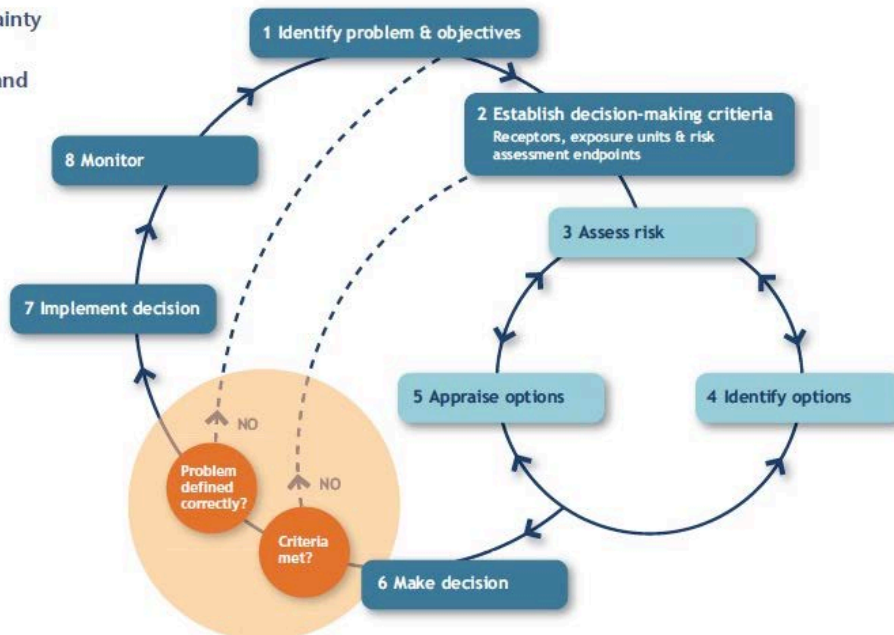 ainty
and
1 Identify problem & objectives
2 Establish decision-making critieria
Receptors, exposure units & risk
assessment endpoints
8 Monitor
3 Assess risk
7 Implement decision
5 Appraise options
4 Identify options
NO
Problem
defined
correctly?
NO
Criteria
met?
6 Make decision